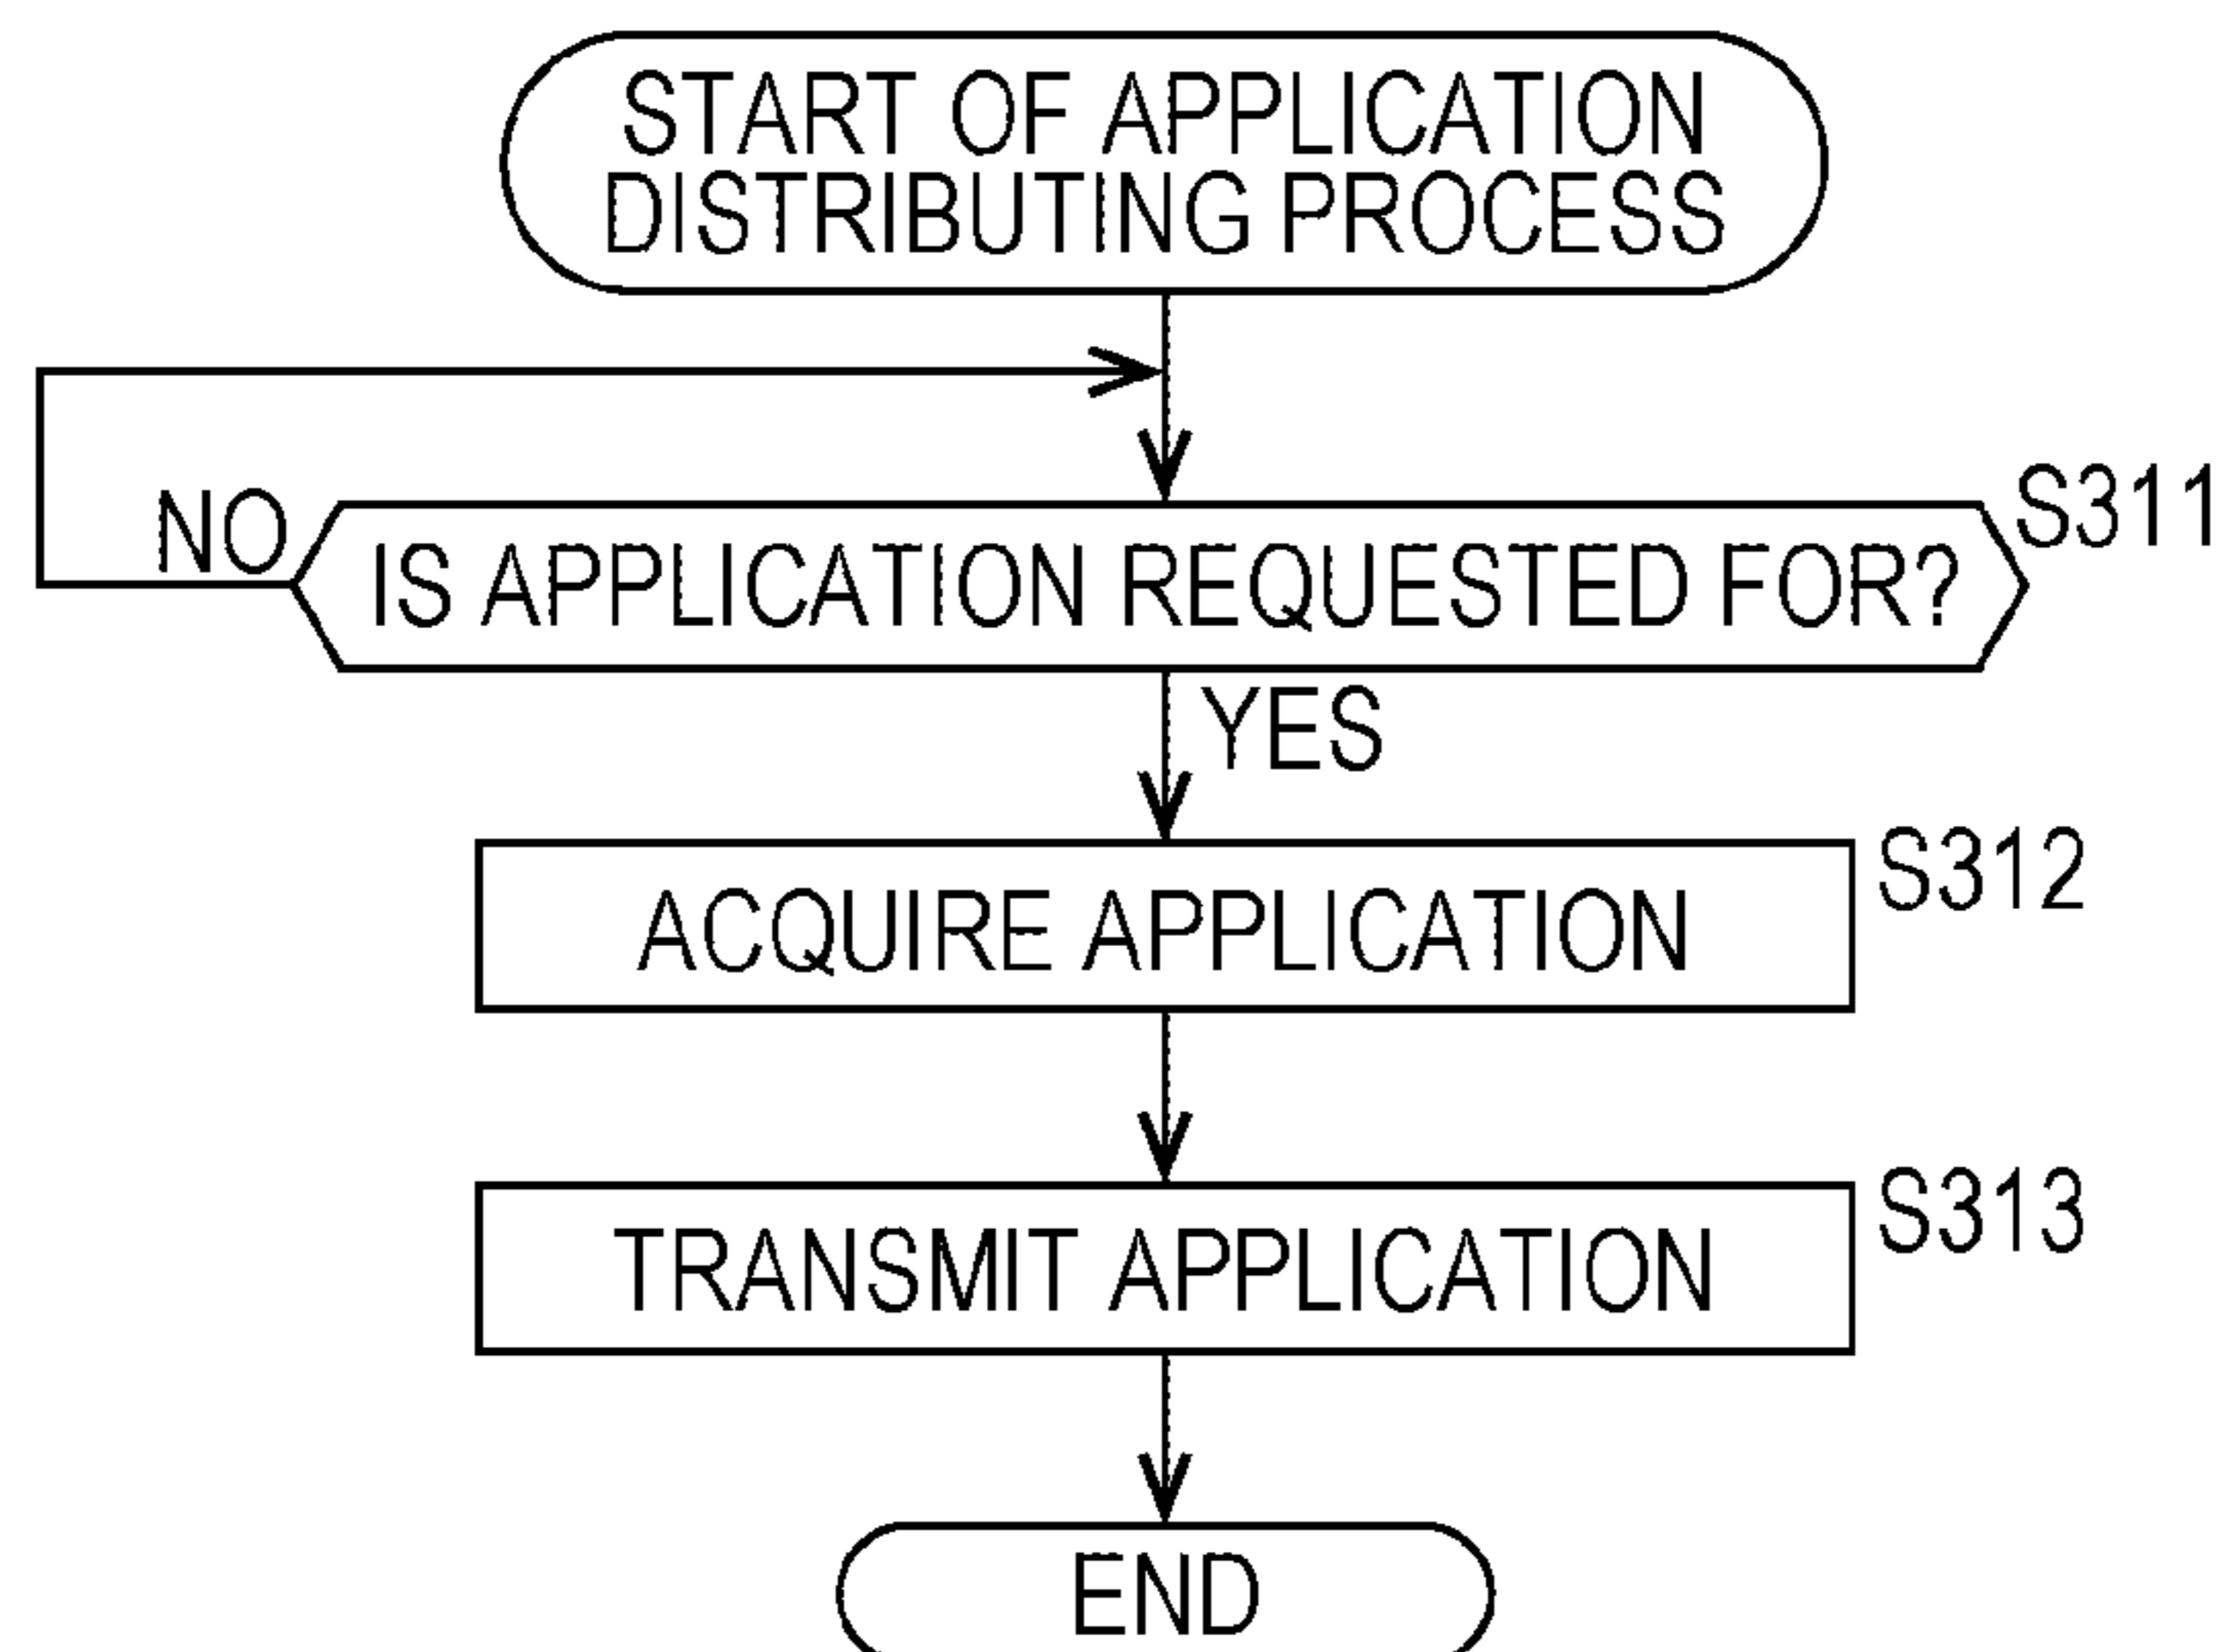 START OF APPLICATION
DISTRIBUTING PROCESS
NO
S311
IS APPLICATION REQUESTED FOR?
YES
S312
ACQUIRE APPLICATION
S313
TRANSMIT APPLICATION
END